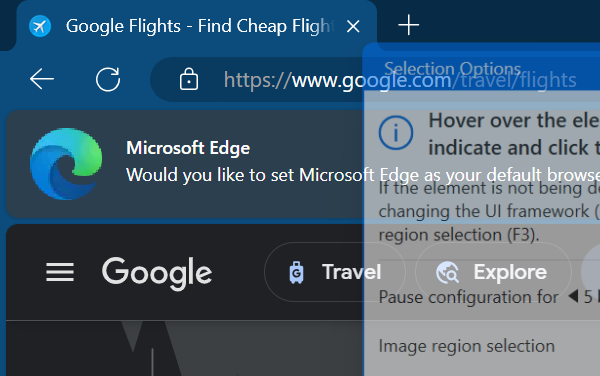 Google Flights - Find Cheap Flight
https://www.google.com/travel/flights
Selection Options
Microsoft Edge
Would you like to set Microsoft Edge as your default browse
Hover over the ele
indicate and click t
If the element is not being de
changing the UI framework (
region selection (F3).
Google
Travel
Explore
Pause configuration for ◀ 5
Image region selection